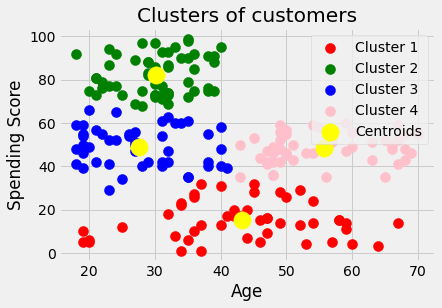 Clusters of customers
100
80
60
40
20
0
Spending Score
Cluster 1
Cluster 2
Cluster 3
Cluster 4
Centroids
20
30
40
50
60
70
Age